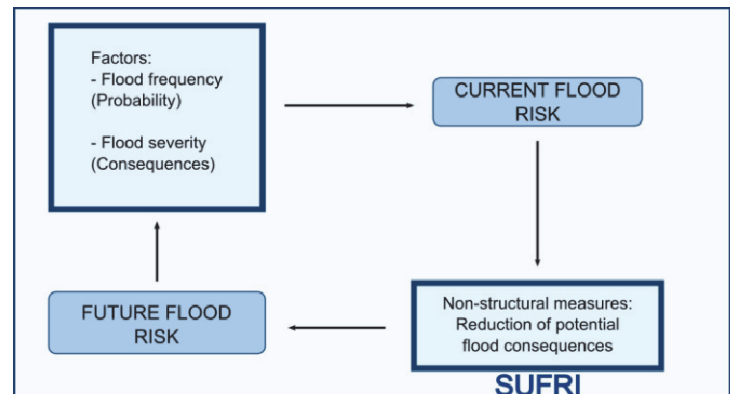 Factors:
- Flood frequency
(Probability)
- Flood severity
(Consequences)
CURRENT FLOOD
RISK
Non-structural measures:
Reduction of potential
flood consequences
SUFRI
FUTURE FLOOD
RISK